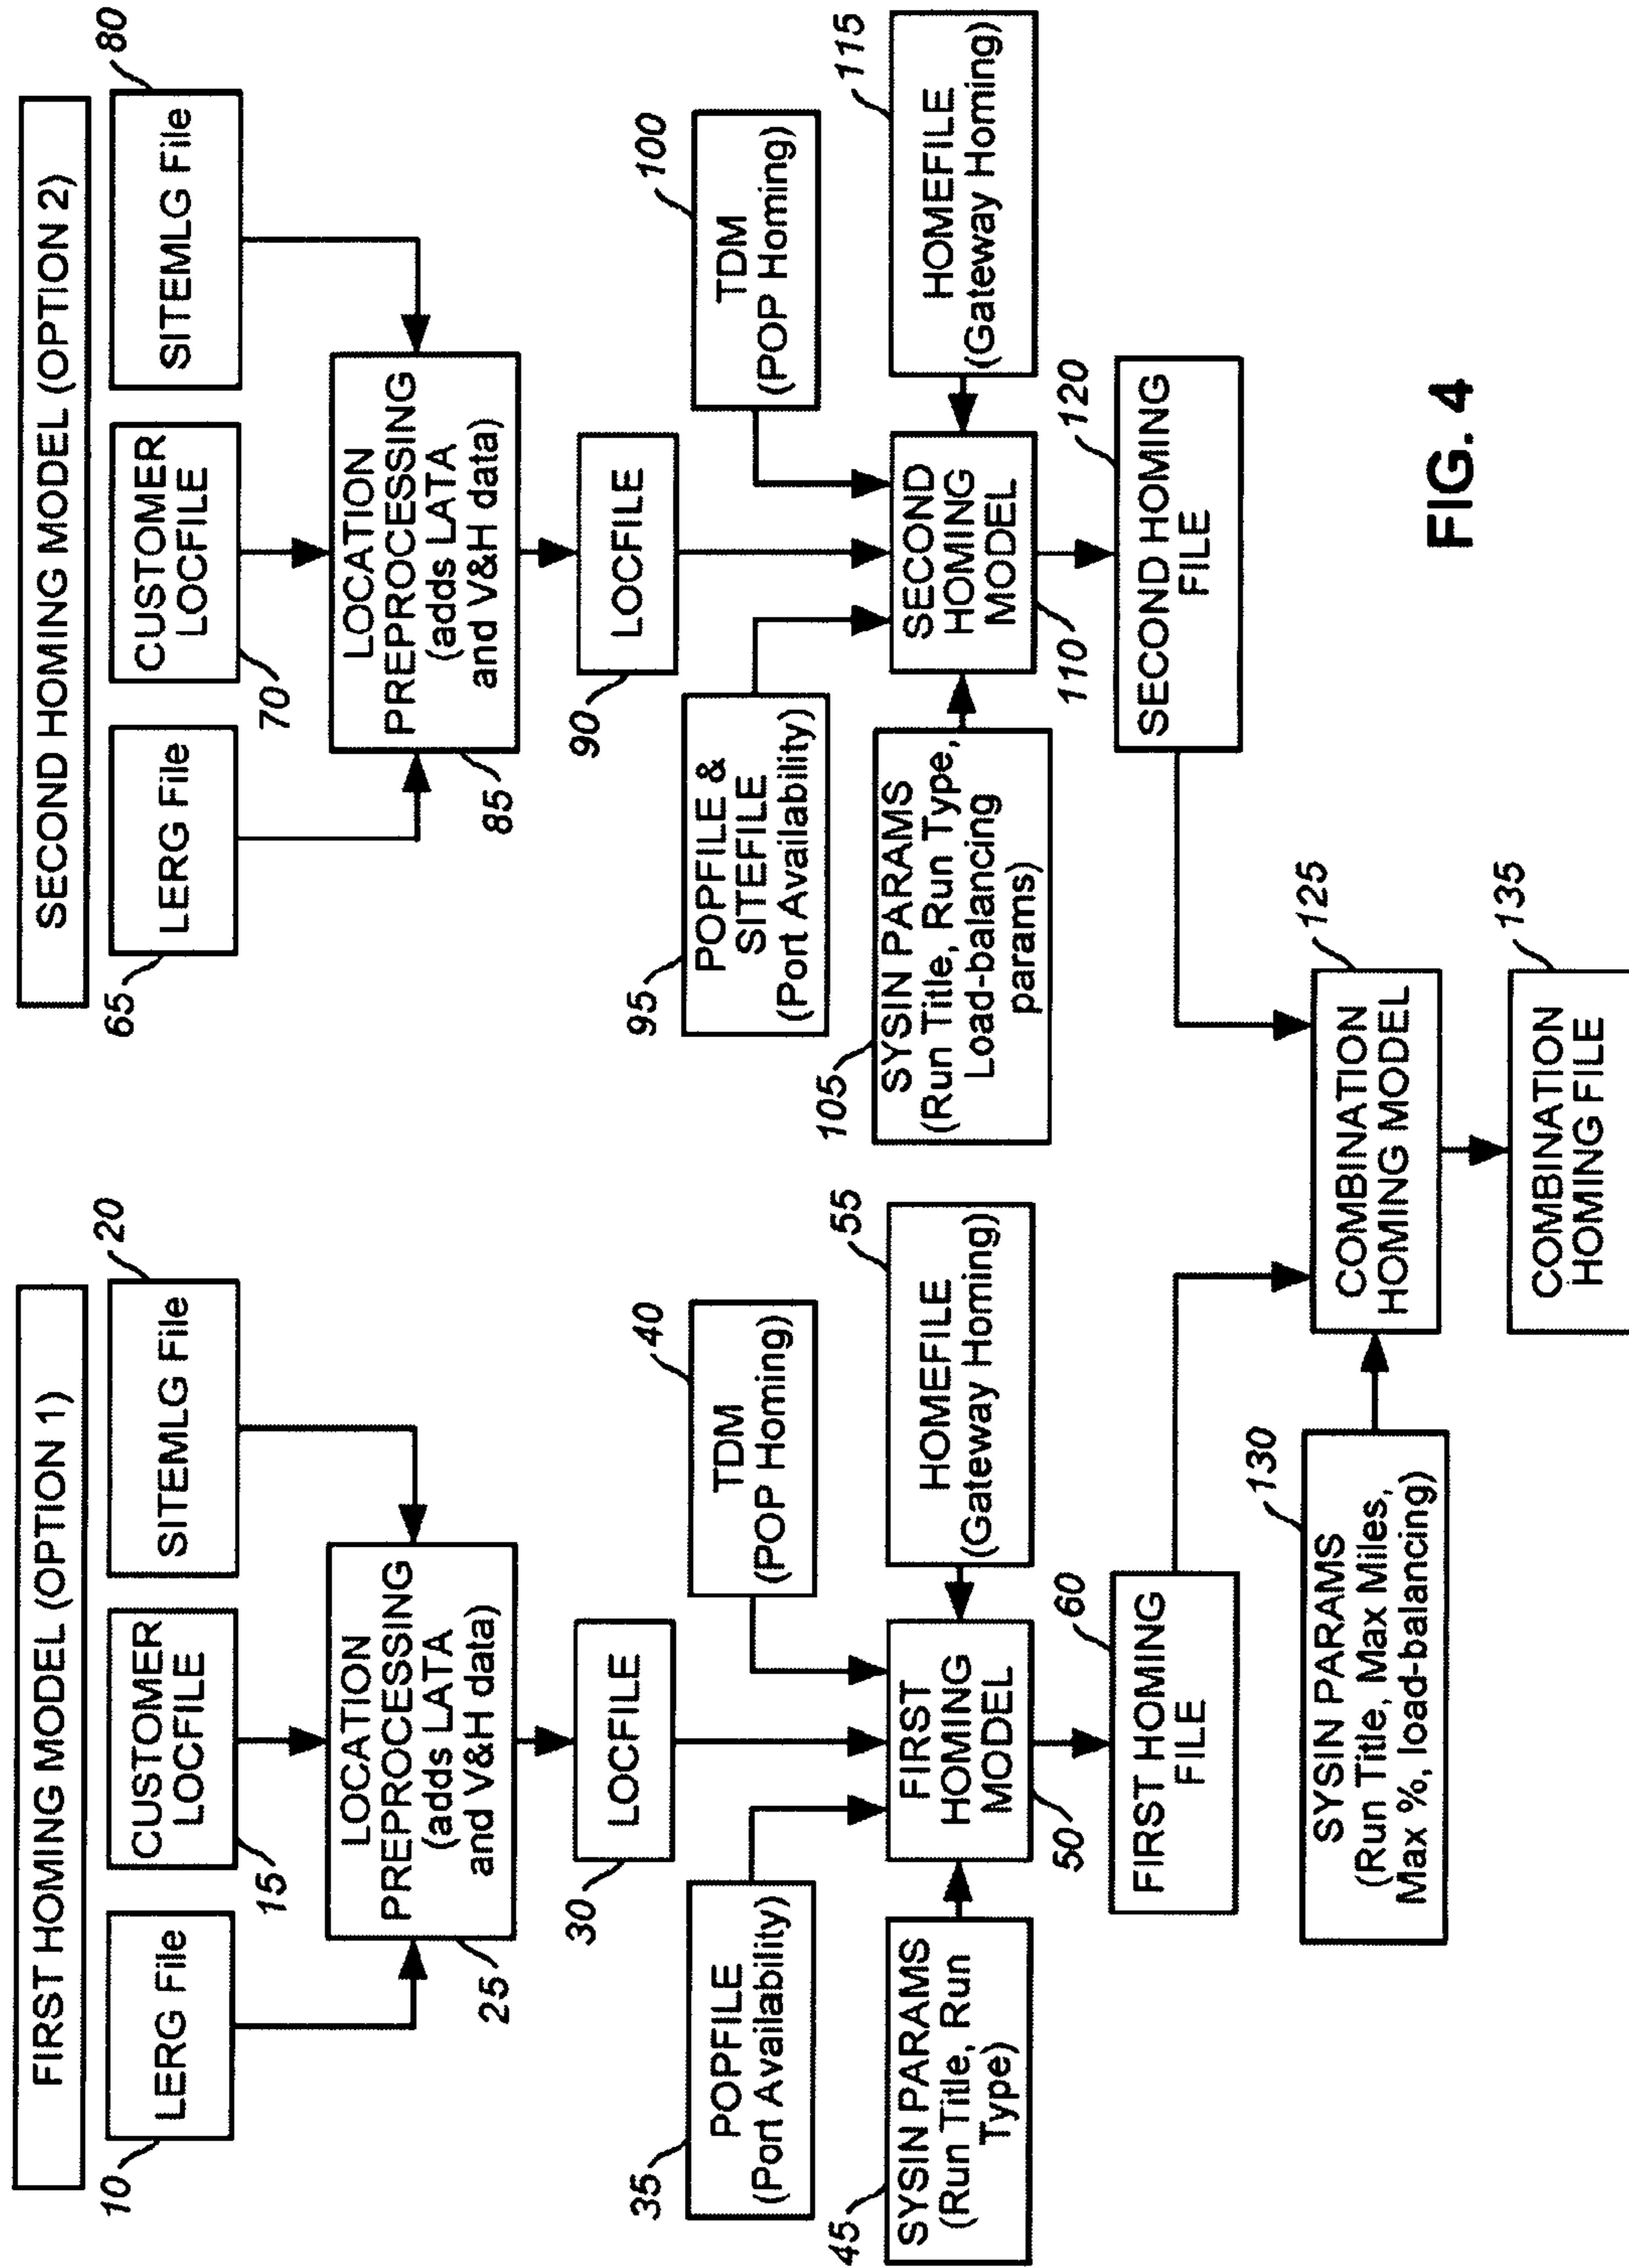 FIRST HOMING MODEL (OPTION 1)
10
LERG File
CUSTOMER
LOCFILE
15
SITEMLG File
20
LOCATION
PREPROCESSING
(adds LATA
and V&H data)
25
LOCFILE
30
POPFILE
(Port Availability)
35
TDM
(POP Homing)
40
SYSIN PARAMS
(Run Title, Run
Type)
45
FIRST
HOMING
MODEL
50
HOMEFILE
(Gateway Homing)
55
FIRST HOMING
FILE
60
SECOND HOMING MODEL (OPTION 2)
65
LERG File
CUSTOMER
LOCFILE
70
SITEMLG File
80
LOCATION
PREPROCESSING
(adds LATA
and V&H data)
85
LOCFILE
90
POPFILE &
SITEFILE
(Port Availability)
95
TDM
(POP Homing)
100
SYSIN PARAMS
(Run Title, Run Type,
Load-balancing
params)
105
SECOND
HOMING
MODEL
110
HOMEFILE
(Gateway Homing)
115
SECOND HOMING
FILE
120
SYSIN PARAMS
(Run Title, Max Miles,
Max %, load-balancing)
130
COMBINATION
HOMING MODEL
125
COMBINATION
HOMING FILE
135
FIG. 4